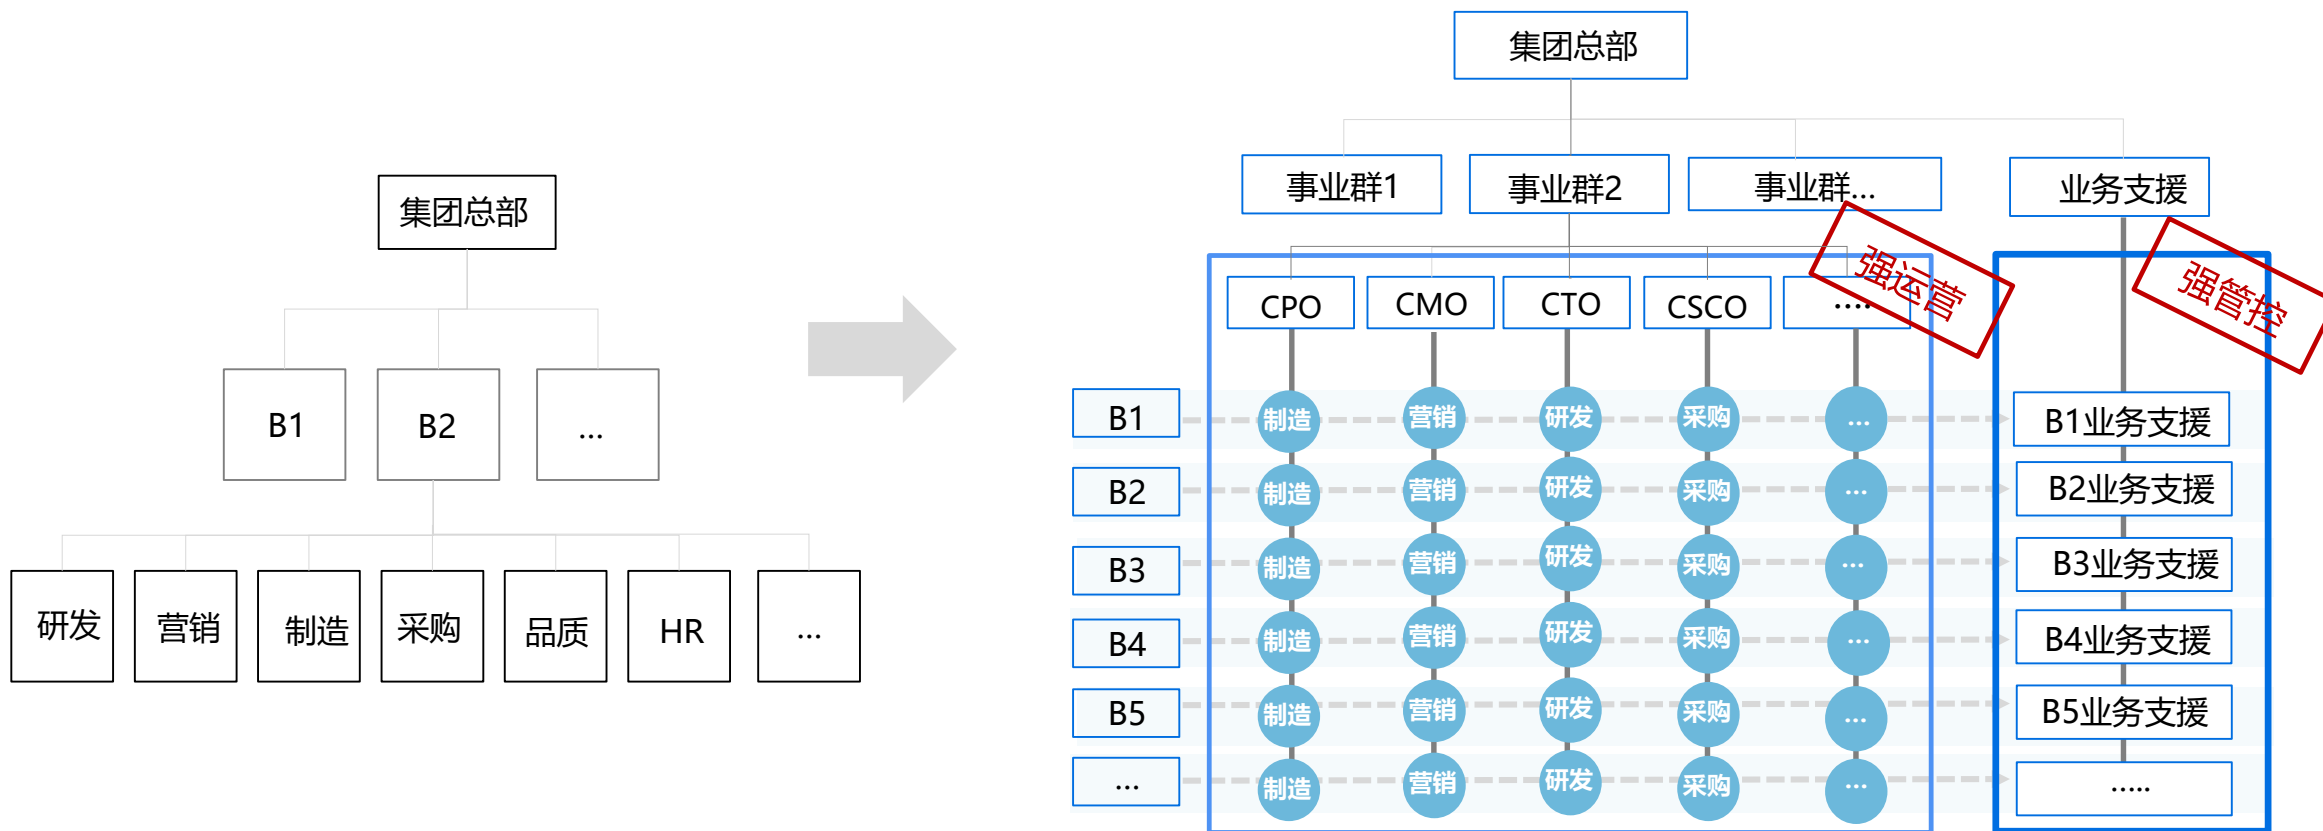 集团总部
B1
B2
...
研发
营销
制造
采购
品质
HR
...
集团总部
事业群1
事业群2
事业群...
业务支援
强运营
强管控
CPO
CMO
CTO
CSCO
....
B1
制造
营销
研发
采购
...
B1业务支援
B2
制造
营销
研发
采购
...
B2业务支援
B3
制造
营销
研发
采购
...
B3业务支援
B4
制造
营销
研发
采购
...
B4业务支援
B5
制造
营销
研发
采购
...
B5业务支援
...
制造
营销
研发
采购
...
.....